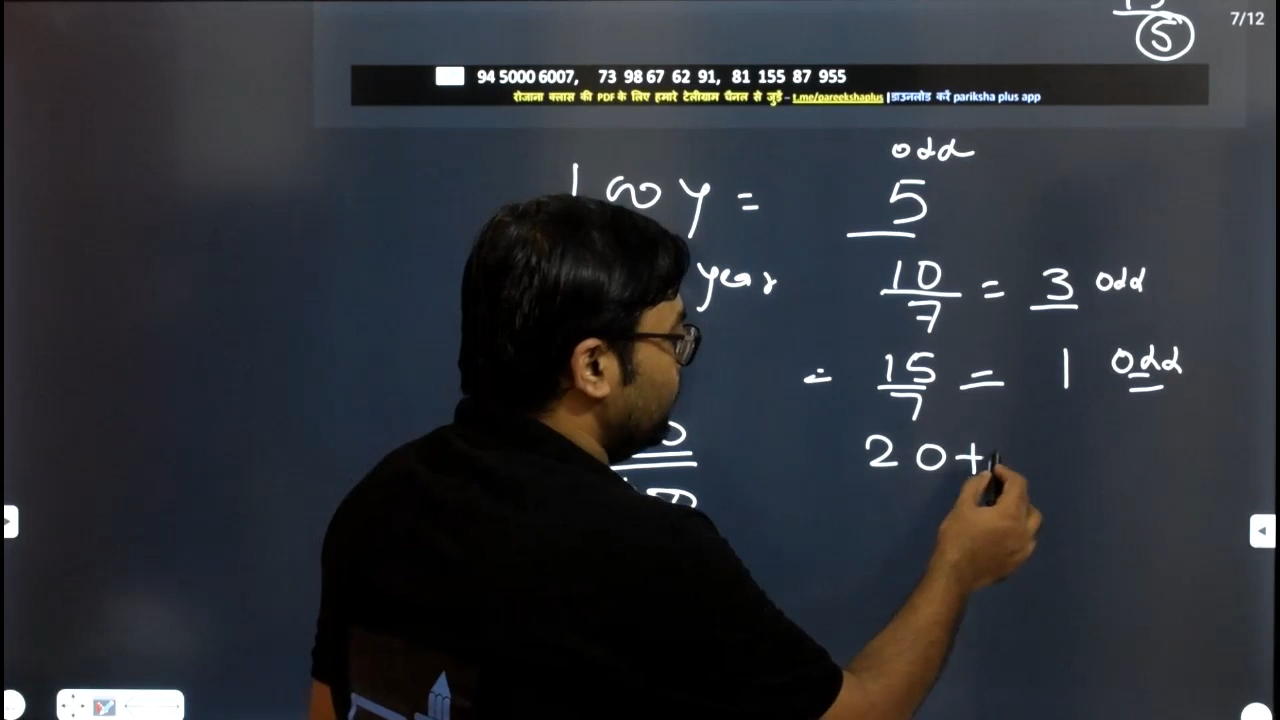 7/12
5
94 5000 6007, 73 98 67 62 91, 81 155 87 955
रोजाना क्लास की PDF के लिए हमारे टेलीग्राम चैनल से जुड़ें – t.me/pareekshaplus | डाउनलोड करें pariksha plus app
odd
100 y = 5
year 10/7 = 3 odd
15/7 = 1 odd
20+